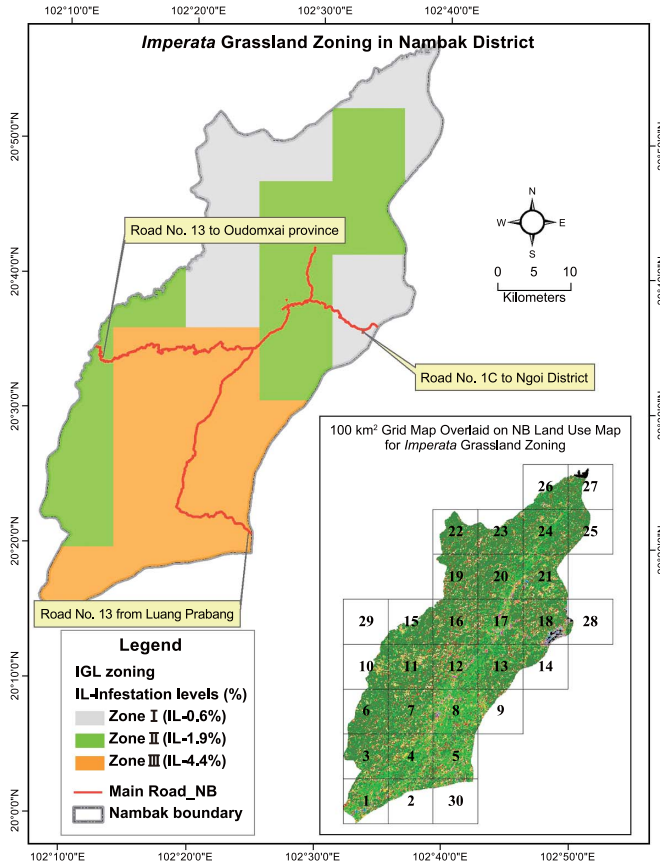 102°10'0"E 102°20'0"E 102°30'0"E 102°40'0"E
Imperata Grassland Zoning in Nambak District
20°50'0"N
20°40'0"N
20°30'0"N
20°20'0"N
20°10'0"N
20°0'0"N
Road No. 13 to Oudomxai province
N
W E
S
0 5 10
Kilometers
Road No. 1C to Ngoi District
Road No. 13 from Luang Prabang
Legend
IGL zoning
IL-Infestation levels (%)
Zone I (IL-0.6%)
Zone II (IL-1.9%)
Zone III (IL-4.4%)
Main Road_NB
Nambak boundary
100 km² Grid Map Overlaid on NB Land Use Map
for Imperata Grassland Zoning
26 27
22 23 24 25
19 20 21
29 15 16 17 18 28
10 11 12 13 14
6 7 8 9
3 4 5
1 2 30
102°10'0"E 102°20'0"E 102°30'0"E 102°40'0"E 102°50'0"E